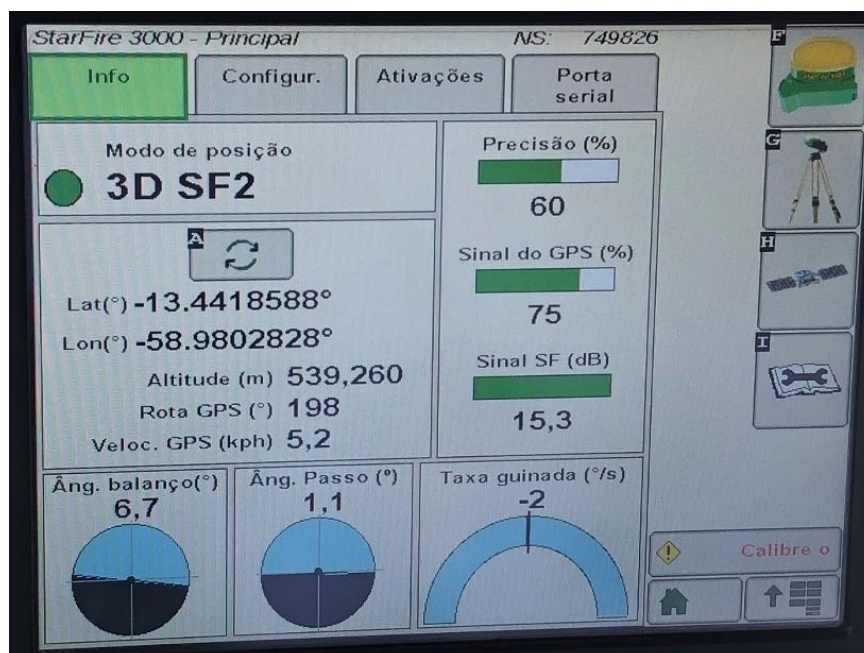 StarFire 3000 - Principal NS: 749826
Info Configur. Ativações Porta serial
Modo de posição
3D SF2
A
Lat(°) -13.4418588°
Lon(°) -58.9802828°
Altitude (m) 539,260
Rota GPS (°) 198
Veloc. GPS (kph) 5,2
Precisão (%)
60
Sinal do GPS (%)
75
Sinal SF (dB)
15,3
Âng. balanço(°)
6,7
Âng. Passo (°)
1,1
Taxa guinada (°/s)
-2
F
G
H
I
Calibre o